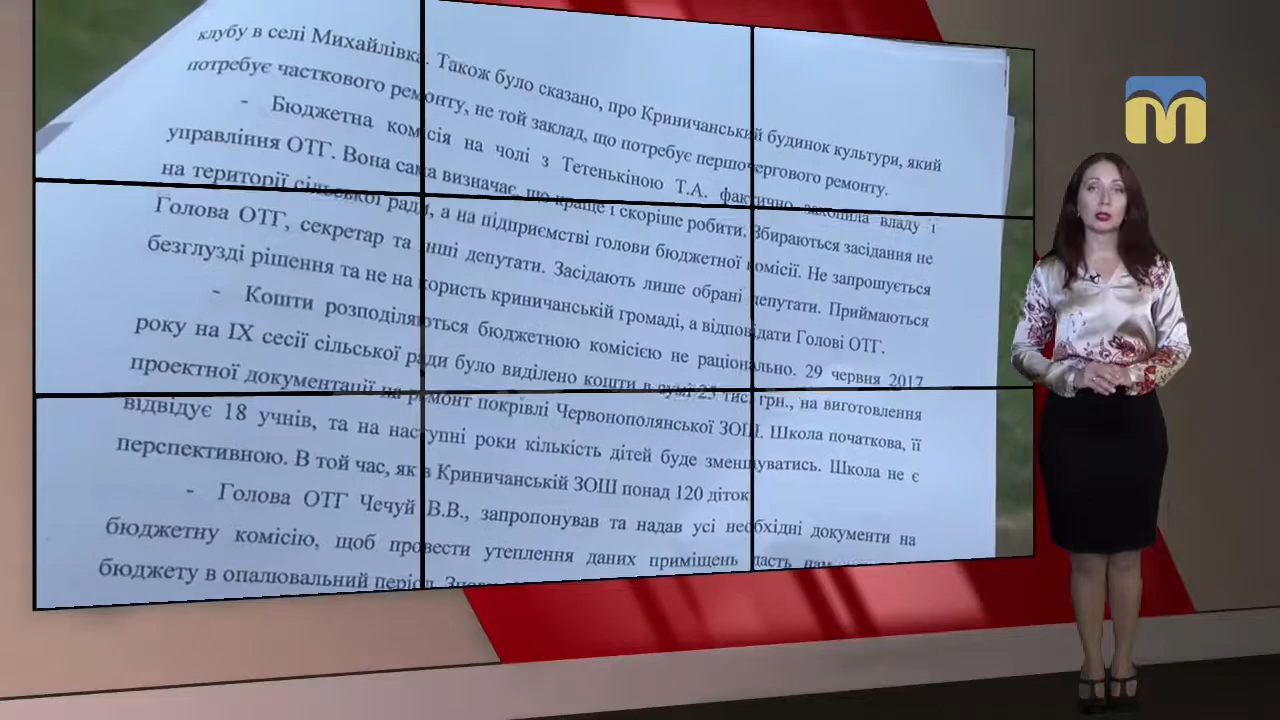 клубу в селі Михайлівка. Також було сказано, про Криничанський будинок культури, який
потребує часткового ремонту, не той заклад, що потребує першочергового ремонту.
- Бюджетна комісія на чолі з Тетенькіною Т.А. фактично захопила владу і
управління ОТГ. Вона сама визначає, що краще і скоріше робити. Збираються засідання не
на території сільської ради, а на підприємстві голови бюджетної комісії. Не запрошується
Голова ОТГ, секретар та інші депутати. Засідають лише обрані депутати. Приймаються
безглузді рішення та не на користь криничанській громаді, а відповідати Голові ОТГ.
- Кошти розподіляються бюджетною комісією не раціонально. 29 червня 2017
року на IX сесії сільської ради було виділено кошти в сумі 25 тис. грн., на виготовлення
проектної документації на ремонт покрівлі Червонополянської ЗОШ. Школа початкова, її
відвідує 18 учнів, та на наступні роки кількість дітей буде зменшуватись. Школа не є
перспективною. В той час, як в Криничанській ЗОШ понад 120 діток
- Голова ОТГ Чечуй В.В., запропонував та надав усі необхідні документи на
бюджетну комісію, щоб провести утеплення даних приміщень дасть нам
бюджету в опалювальний період.